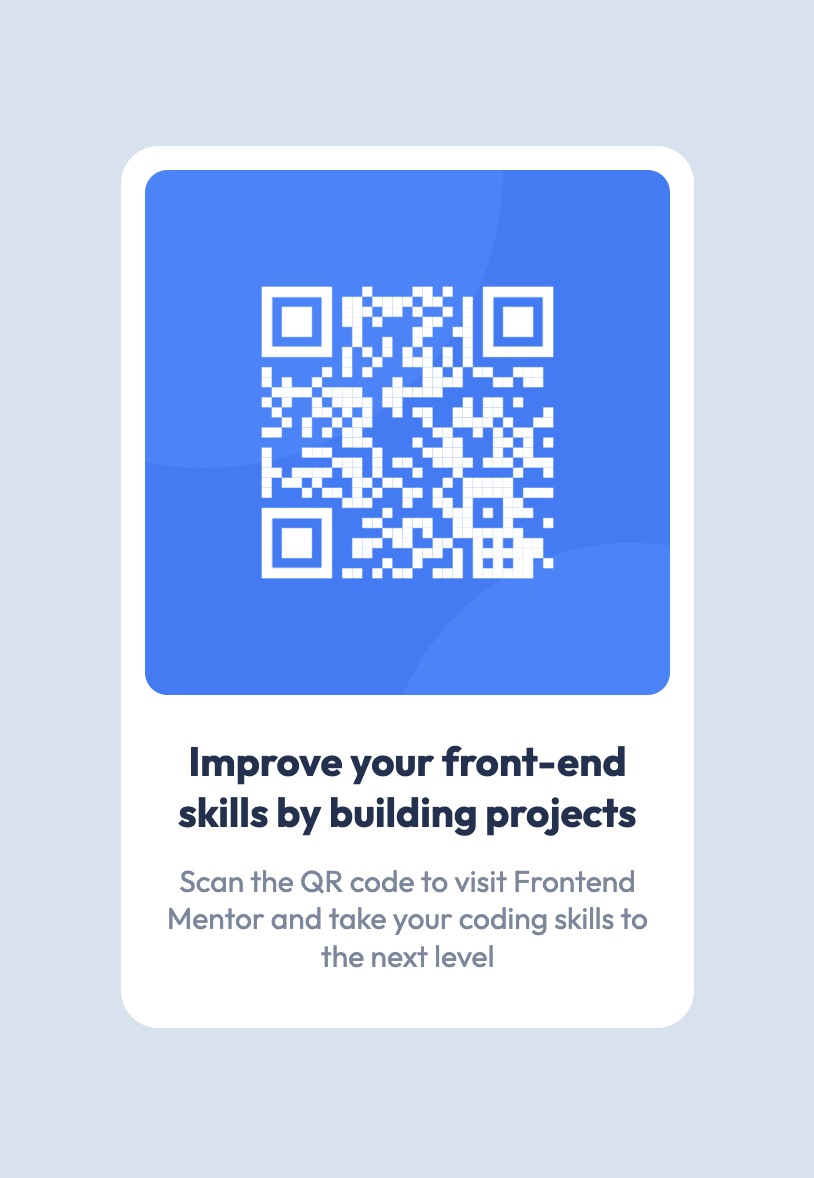 Improve your front-end
skills by building projects
Scan the QR code to visit Frontend
Mentor and take your coding skills to
the next level